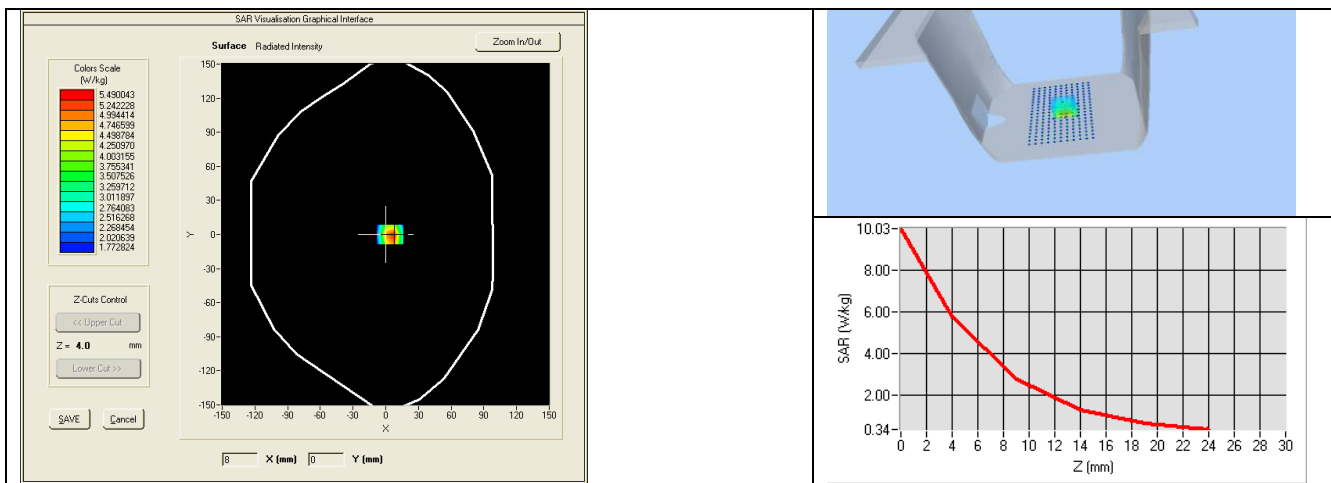 SAR Visualisation Graphical Interface
Surface Radiated Intensity
Zoom In/Out
Colors Scale
(W/kg)
5.490043
5.242228
4.994414
4.746599
4.498784
4.250970
4.003155
3.755341
3.507526
3.259712
3.011897
2.764083
2.516268
2.268454
2.020639
1.772824
Z-Cuts Control
<< Upper Cut
Z = 4.0 mm
Lower Cut >>
SAVE Cancel
150-
120-
90-
60-
30-
0-
-30-
-60-
-90-
-120-
-150-
Y
-150 -120 -90 -60 -30 0 30 60 90 120 150
X
8 X (mm) 0 Y (mm)
10.03-
8.00-
6.00-
4.00-
2.00-
0.34-
SAR (W/kg)
0 2 4 6 8 10 12 14 16 18 20 22 24 26 28 30
Z (mm)